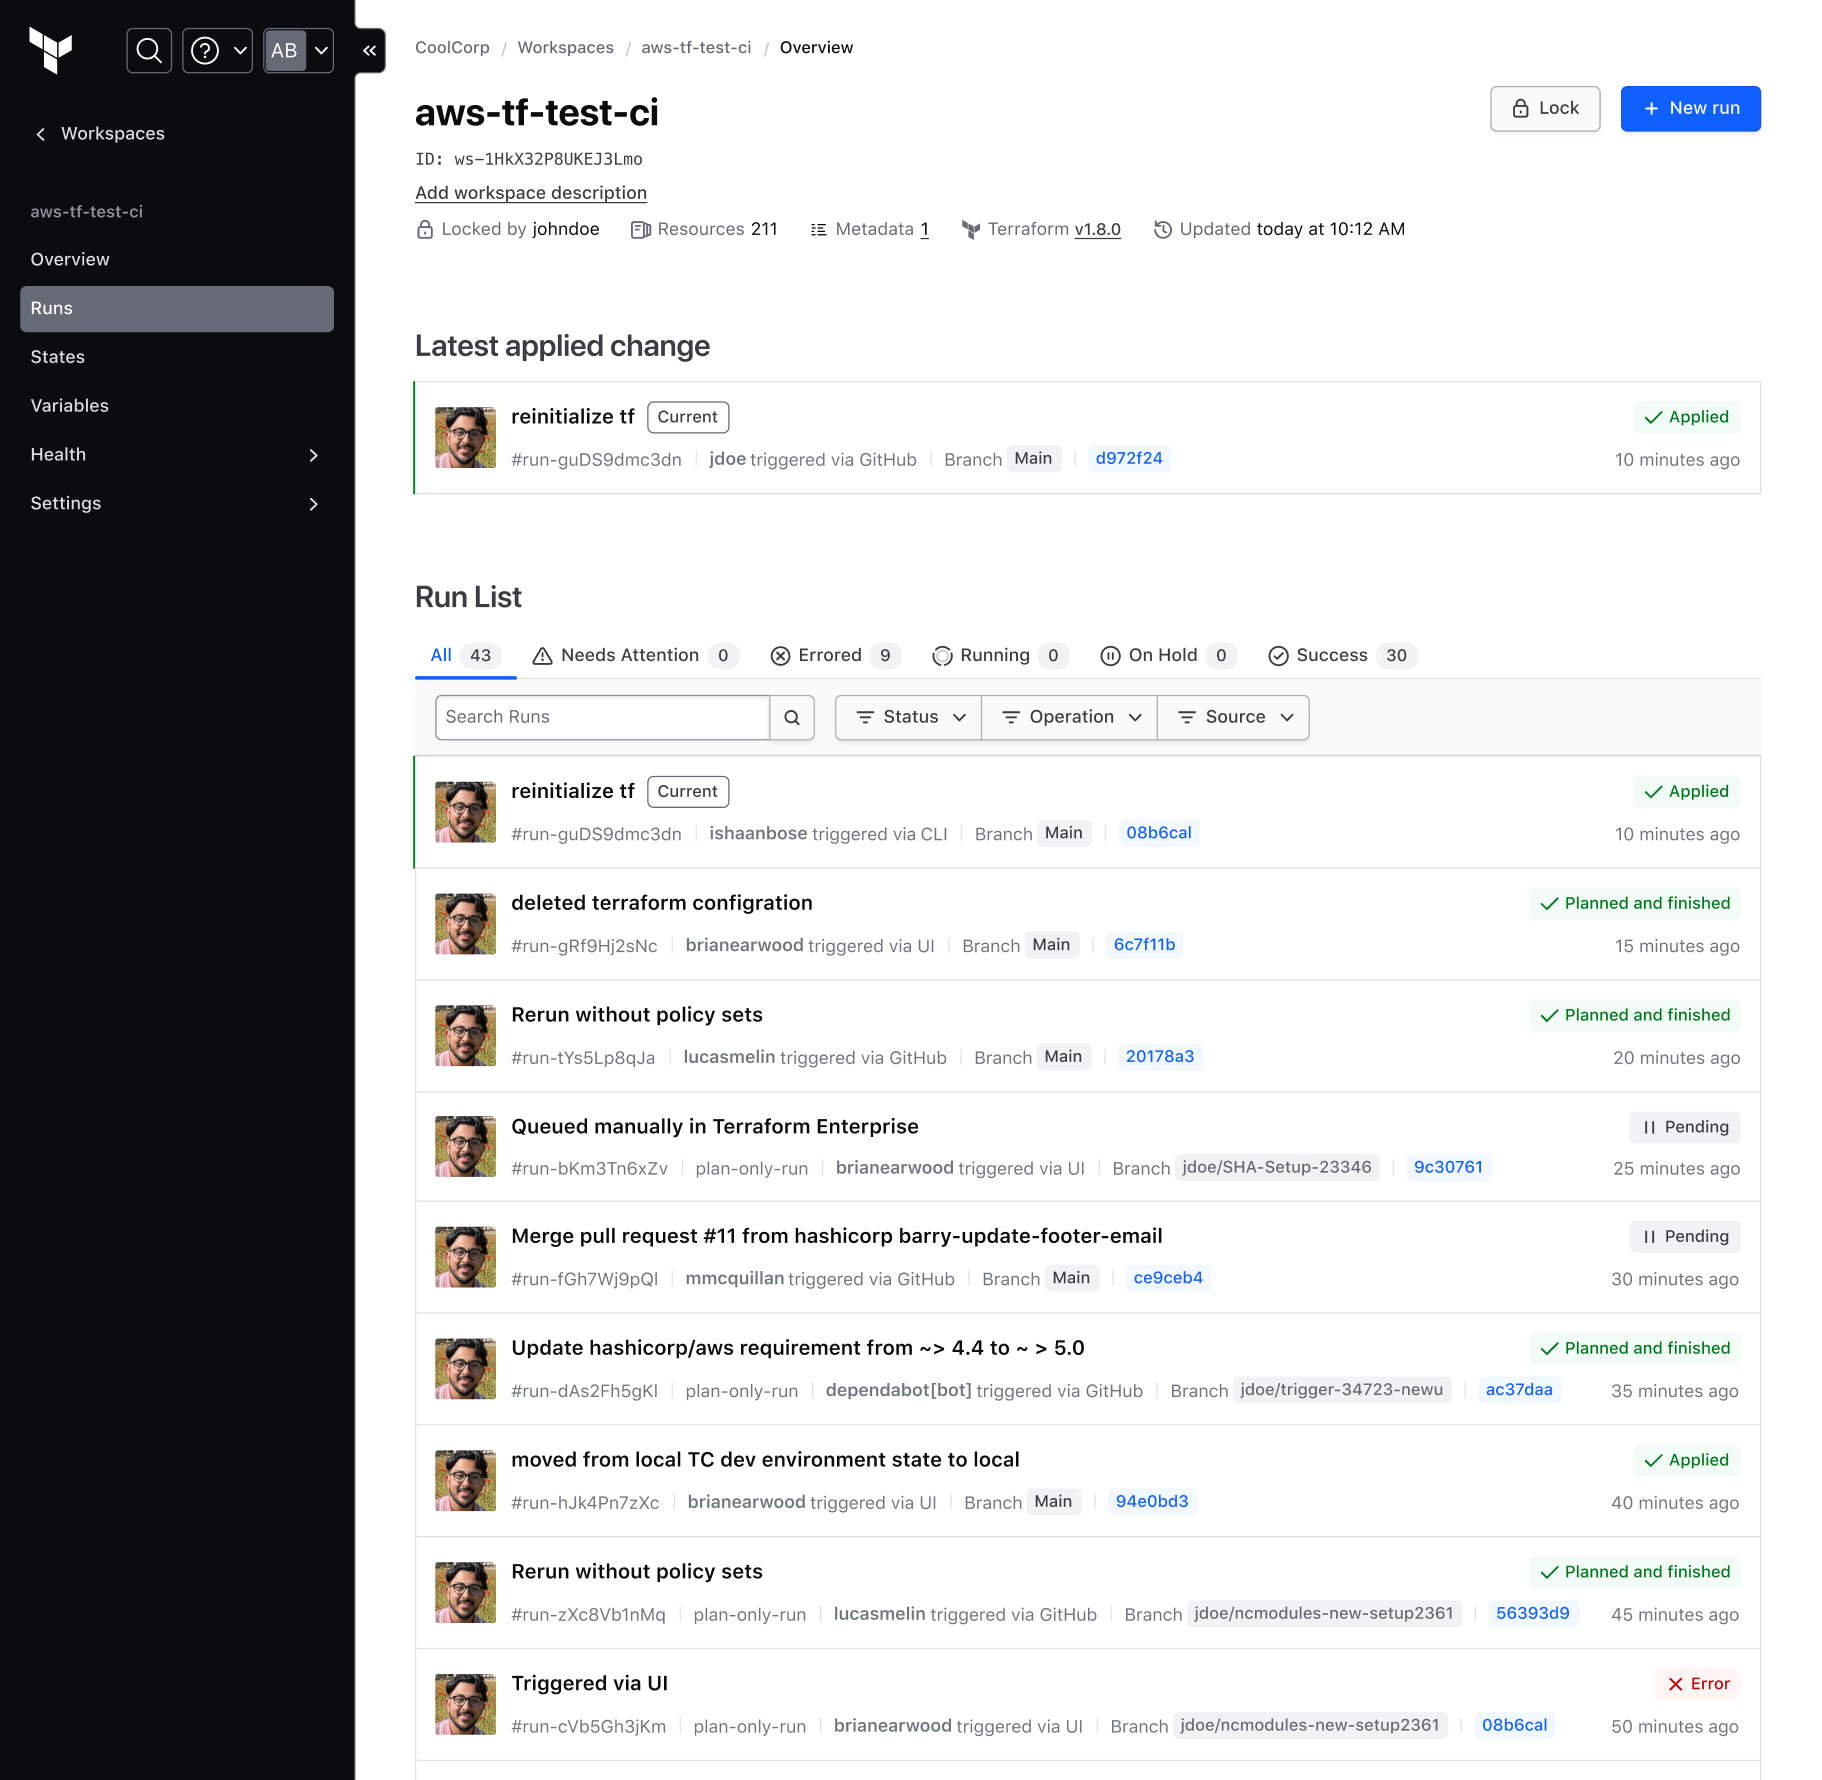 AB
CoolCorp / Workspaces / aws-tf-test-ci / Overview
Workspaces
aws-tf-test-ci
Overview
Runs
States
Variables
Health
Settings
aws-tf-test-ci
Lock
+ New run
ID: ws-1HkX32P8UKEJ3Lmo
Add workspace description
Locked by johndoe Resources 211 Metadata 1 Terraform v1.8.0 Updated today at 10:12 AM
Latest applied change
reinitialize tf Current Applied
#run-guDS9dmc3dn jdoe triggered via GitHub Branch Main d972f24 10 minutes ago
Run List
All 43 Needs Attention 0 Errored 9 Running 0 On Hold 0 Success 30
Search Runs Status Operation Source
reinitialize tf Current Applied
#run-guDS9dmc3dn ishaanbose triggered via CLI Branch Main 08b6cal 10 minutes ago
deleted terraform configration Planned and finished
#run-gRf9Hj2sNc brianearwood triggered via UI Branch Main 6c7f11b 15 minutes ago
Rerun without policy sets Planned and finished
#run-tYs5Lp8qJa lucasmelin triggered via GitHub Branch Main 20178a3 20 minutes ago
Queued manually in Terraform Enterprise Pending
#run-bKm3Tn6xZv plan-only-run brianearwood triggered via UI Branch jdoe/SHA-Setup-23346 9c30761 25 minutes ago
Merge pull request #11 from hashicorp barry-update-footer-email Pending
#run-fGh7Wj9pQl mmcquillan triggered via GitHub Branch Main ce9ceb4 30 minutes ago
Update hashicorp/aws requirement from ~> 4.4 to ~ > 5.0 Planned and finished
#run-dAs2Fh5gKl plan-only-run dependabot[bot] triggered via GitHub Branch jdoe/trigger-34723-newu ac37daa 35 minutes ago
moved from local TC dev environment state to local Applied
#run-hJk4Pn7zXc brianearwood triggered via UI Branch Main 94e0bd3 40 minutes ago
Rerun without policy sets Planned and finished
#run-zXc8Vb1nMq plan-only-run lucasmelin triggered via GitHub Branch jdoe/ncmodules-new-setup2361 56393d9 45 minutes ago
Triggered via UI Error
#run-cVb5Gh3jKm plan-only-run brianearwood triggered via UI Branch jdoe/ncmodules-new-setup2361 08b6cal 50 minutes ago